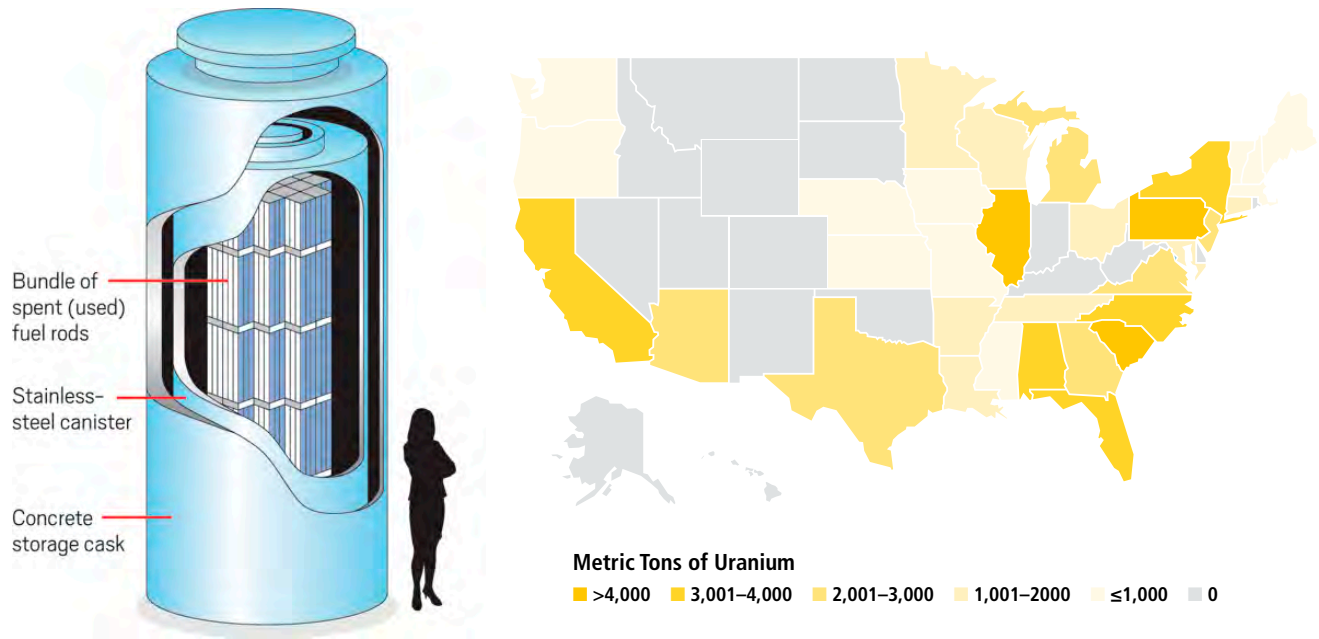 Bundle of
spent (used)
fuel rods
Stainless–
steel canister
Concrete
storage cask
Metric Tons of Uranium
>4,000 3,001–4,000 2,001–3,000 1,001–2000 ≤1,000 0